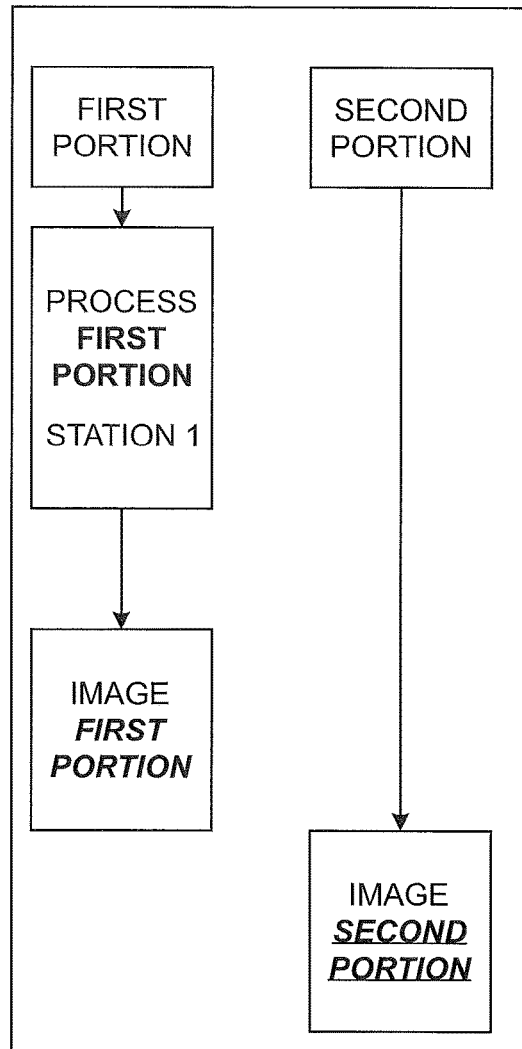 FIRST
PORTION
SECOND
PORTION
PROCESS
FIRST
PORTION
STATION 1
IMAGE
FIRST
PORTION
IMAGE
SECOND
PORTION